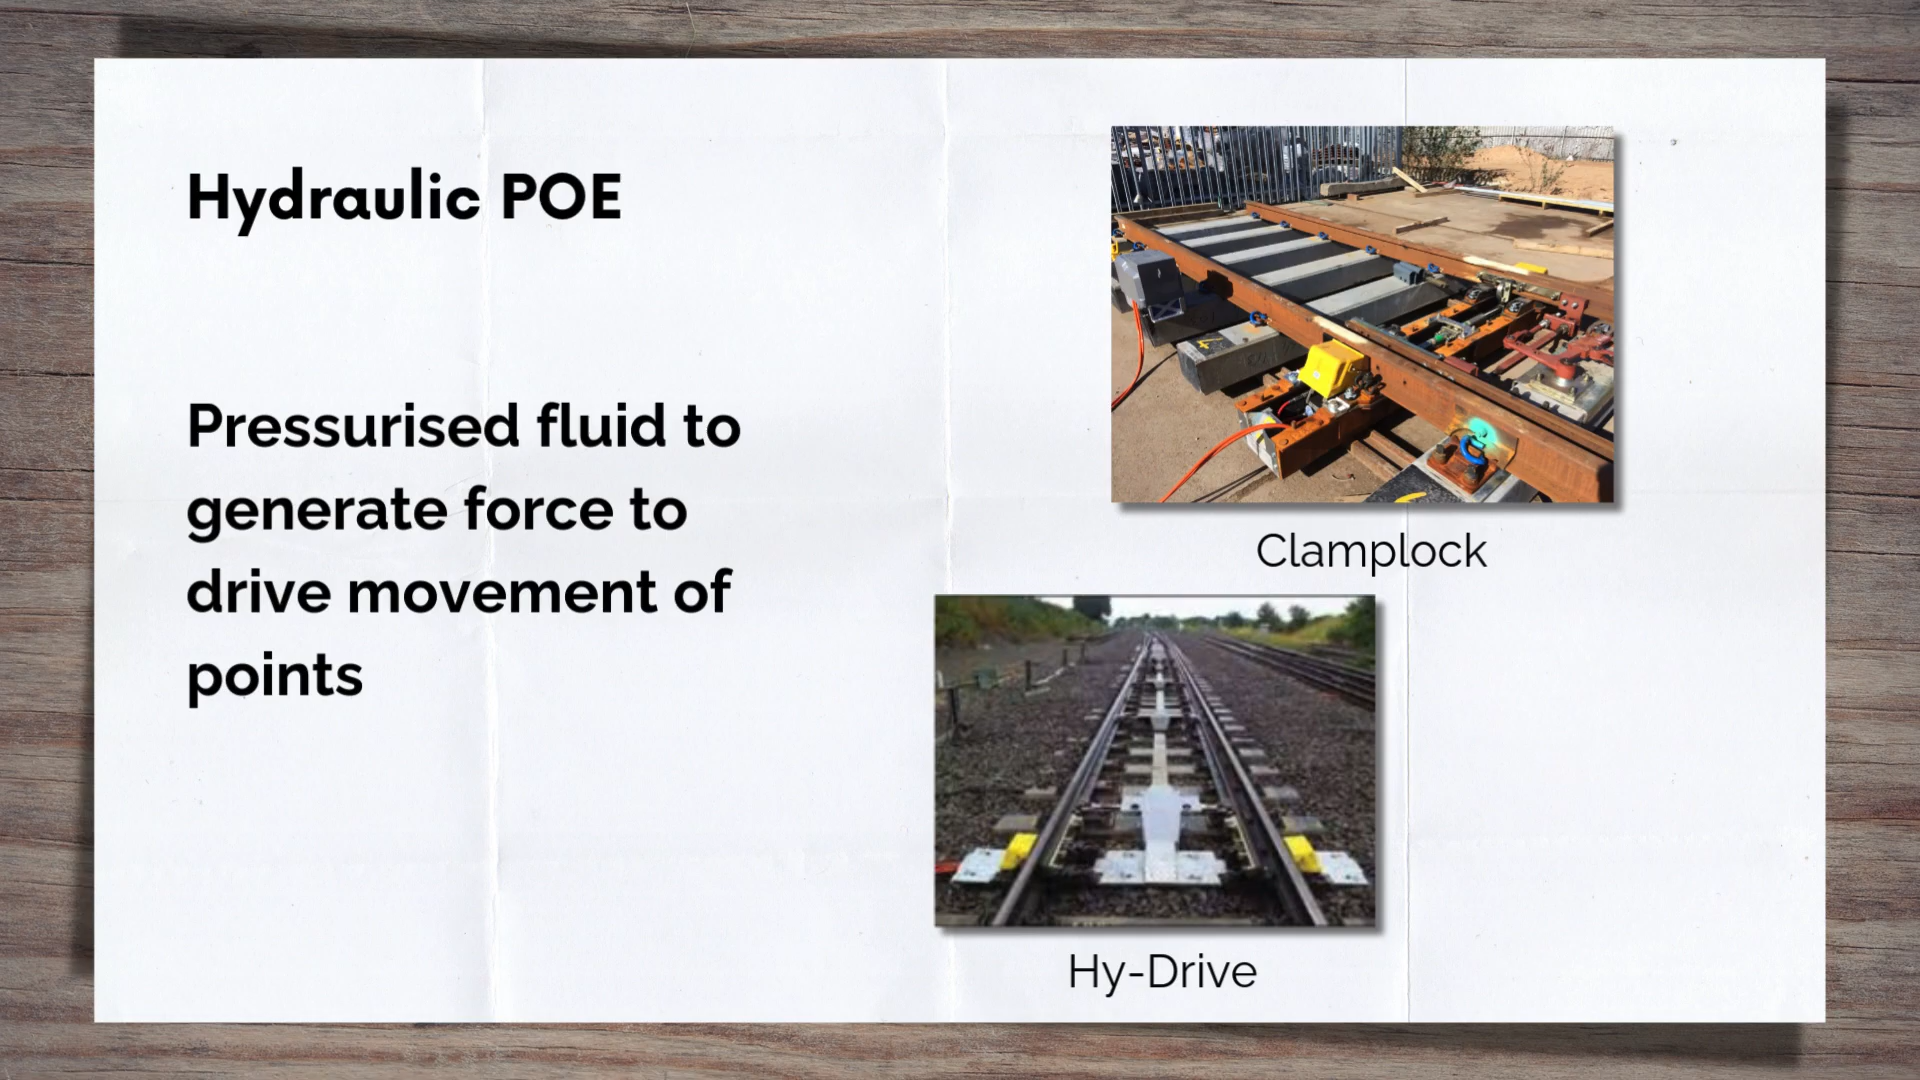 Hydraulic POE
Pressurised fluid to
generate force to
drive movement of
points
Clamplock
Hy-Drive